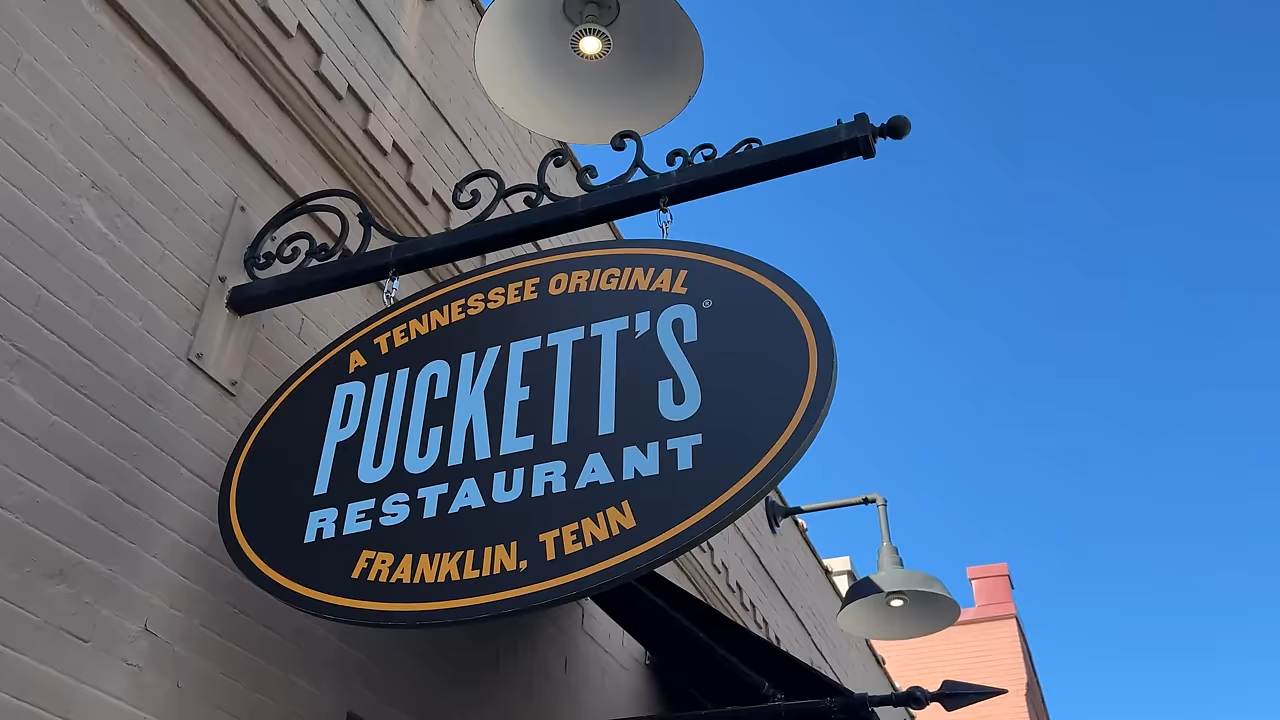 A TENNESSEE ORIGINAL
PUCKETT'S®
RESTAURANT
FRANKLIN, TENN